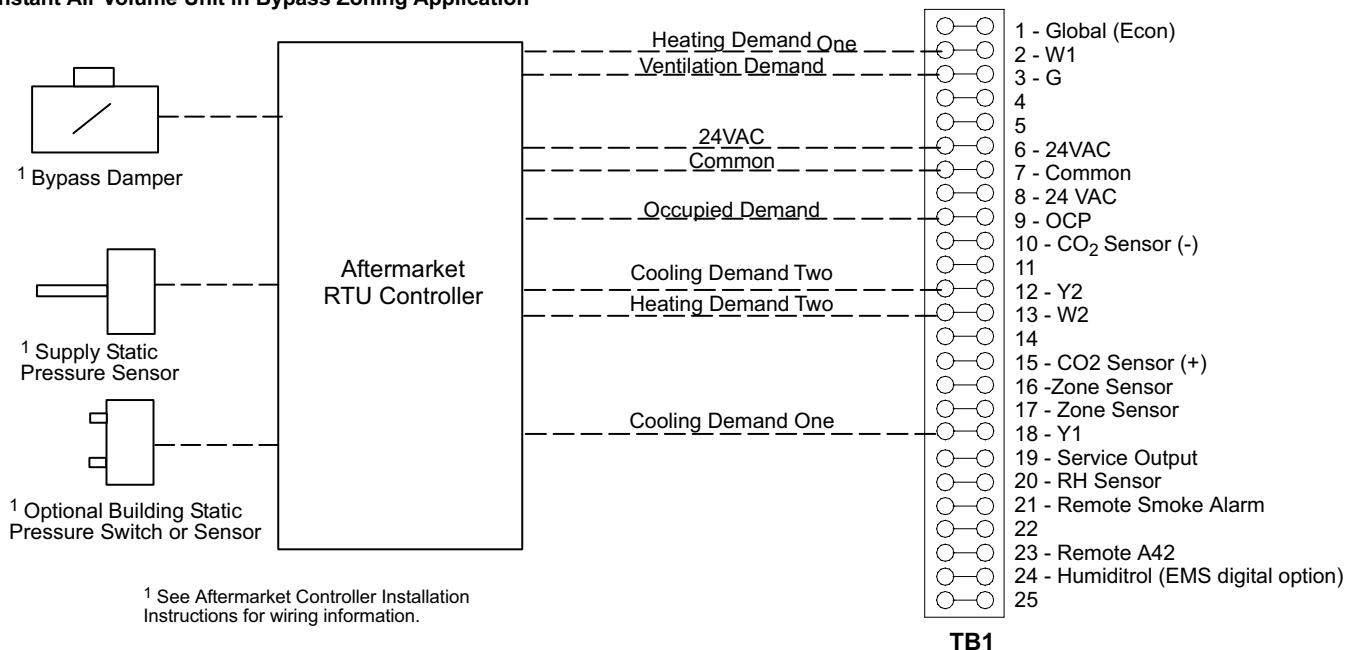 Instant Air Volume Unit in Bypass Zoning Application
1 Bypass Damper
1 Supply Static
Pressure Sensor
1 Optional Building Static
Pressure Switch or Sensor
Aftermarket
RTU Controller
Heating Demand One
Ventilation Demand
24VAC
Common
Occupied Demand
Cooling Demand Two
Heating Demand Two
Cooling Demand One
1 - Global (Econ)
2 - W1
3 - G
4
5
6 - 24VAC
7 - Common
8 - 24 VAC
9 - OCP
10 - CO2 Sensor (-)
11
12 - Y2
13 - W2
14
15 - CO2 Sensor (+)
16 -Zone Sensor
17 - Zone Sensor
18 - Y1
19 - Service Output
20 - RH Sensor
21 - Remote Smoke Alarm
22
23 - Remote A42
24 - Humiditrol (EMS digital option)
25
TB1
1 See Aftermarket Controller Installation
Instructions for wiring information.